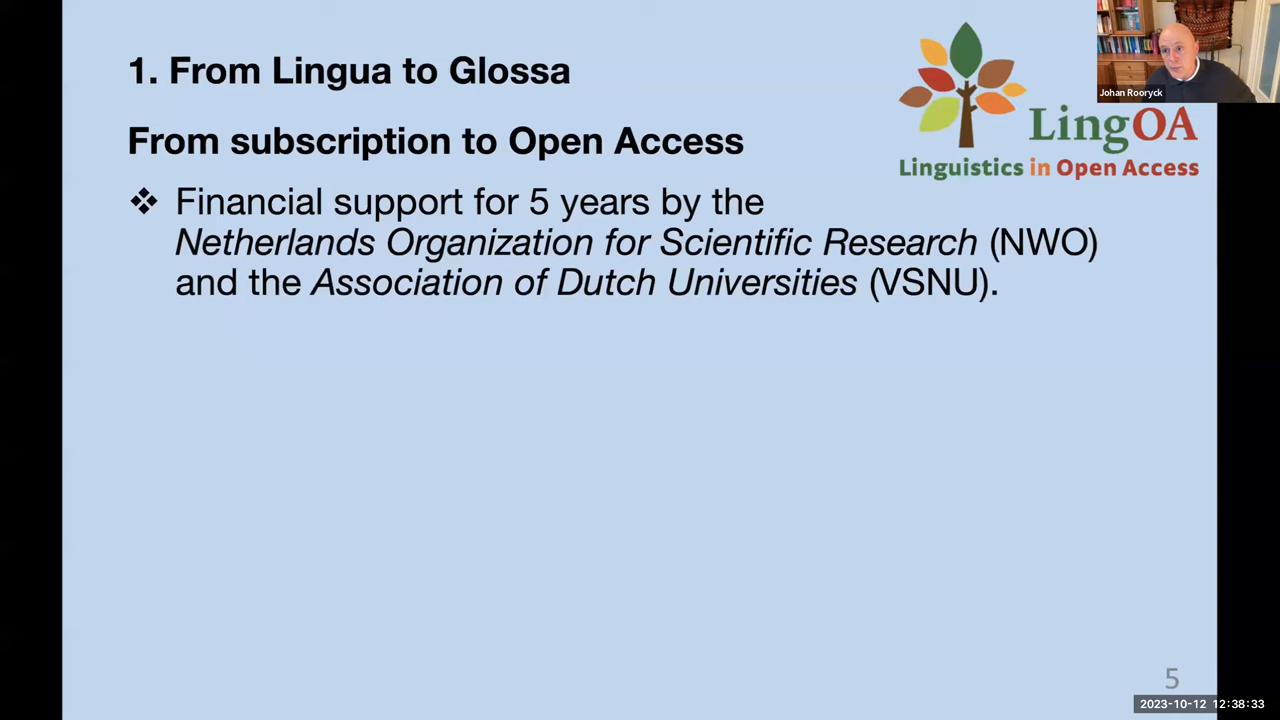 1. From Lingua to Glossa
From subscription to Open Access
❖ Financial support for 5 years by the
Netherlands Organization for Scientific Research (NWO)
and the Association of Dutch Universities (VSNU).
LingOA
Linguistics in Open Access
Johan Rooryck
5
2023-10-12 12:38:33